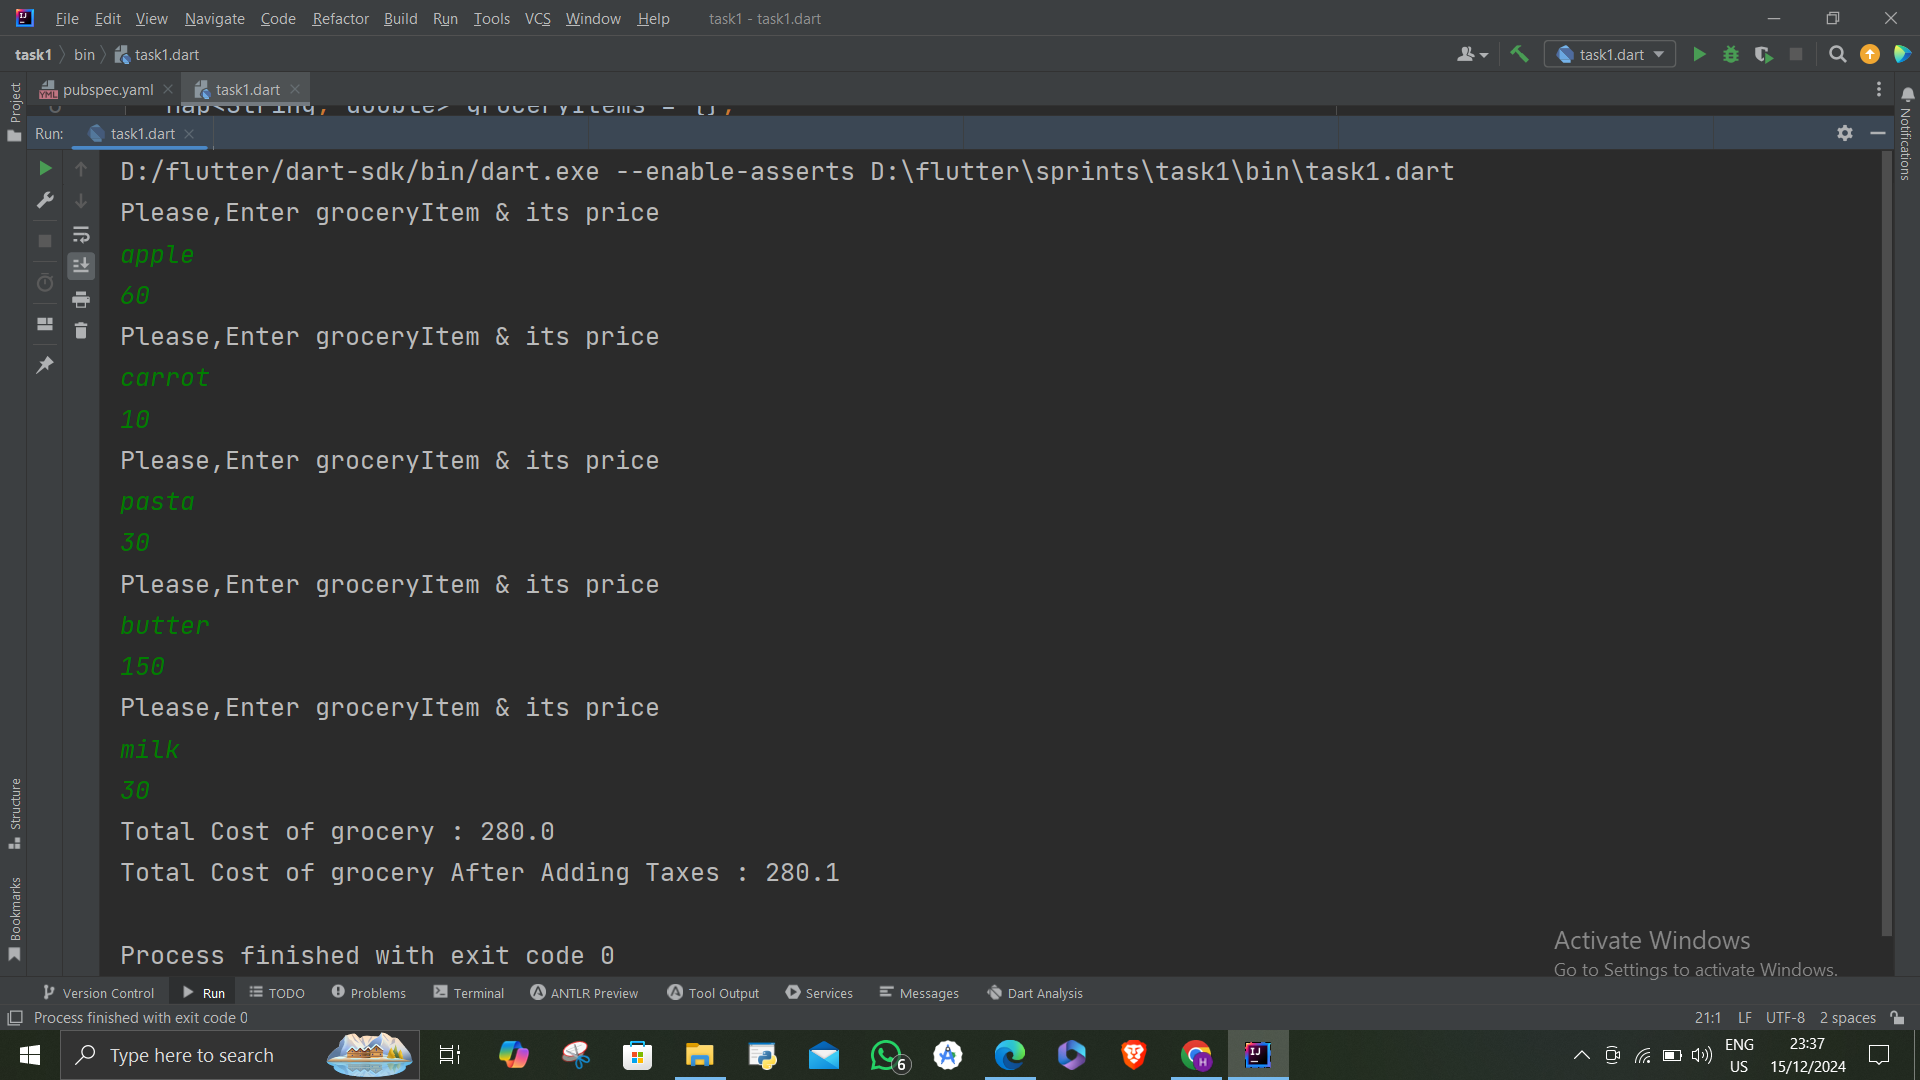 File Edit View Navigate Code Refactor Build Run Tools VCS Window Help task1 - task1.dart
task1 bin task1.dart
task1.dart
Project
pubspec.yaml
task1.dart
Notifications
Map<String, double> groceryItems = {};
Run: task1.dart
D:/flutter/dart-sdk/bin/dart.exe --enable-asserts D:\flutter\sprints\task1\bin\task1.dart
Please,Enter groceryItem & its price
apple
60
Please,Enter groceryItem & its price
carrot
10
Please,Enter groceryItem & its price
pasta
30
Please,Enter groceryItem & its price
butter
150
Please,Enter groceryItem & its price
milk
30
Total Cost of grocery : 280.0
Total Cost of grocery After Adding Taxes : 280.1
Process finished with exit code 0
Structure
Bookmarks
Activate Windows
Go to Settings to activate Windows.
Version Control Run TODO Problems Terminal ANTLR Preview Tool Output Services Messages Dart Analysis
Process finished with exit code 0
21:1 LF UTF-8 2 spaces
Type here to search
6
ENG
US
23:37
15/12/2024